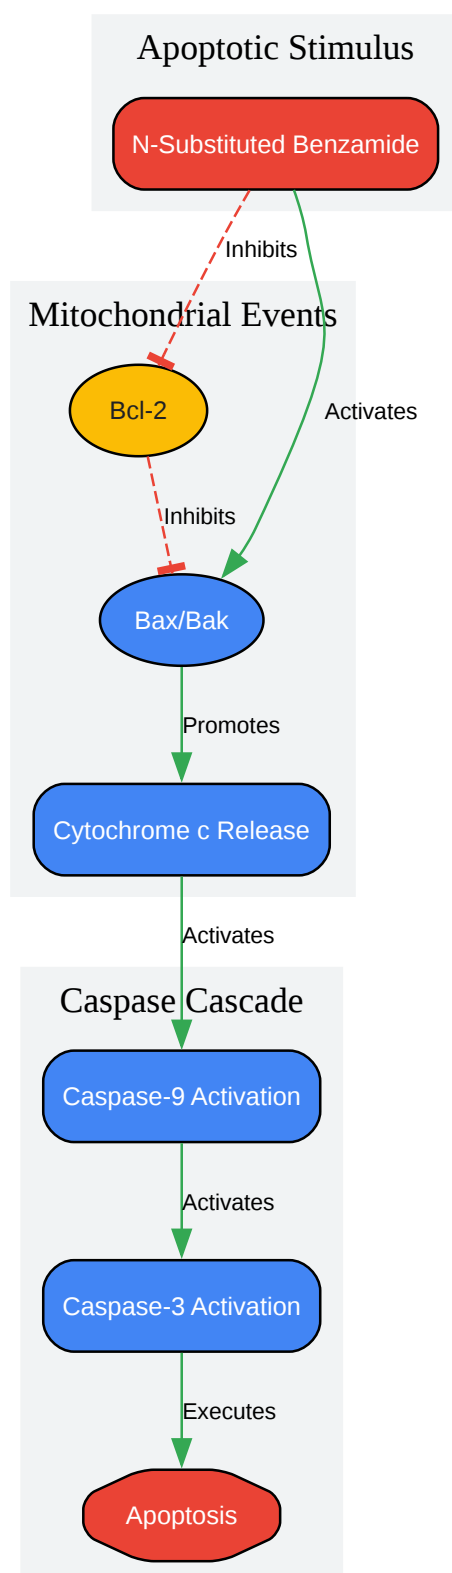 Apoptotic Stimulus
N-Substituted Benzamide
Inhibits
Mitochondrial Events
Bcl-2
Activates
Inhibits
Bax/Bak
Promotes
Cytochrome c Release
Activates
Caspase Cascade
Caspase-9 Activation
Activates
Caspase-3 Activation
Executes
Apoptosis